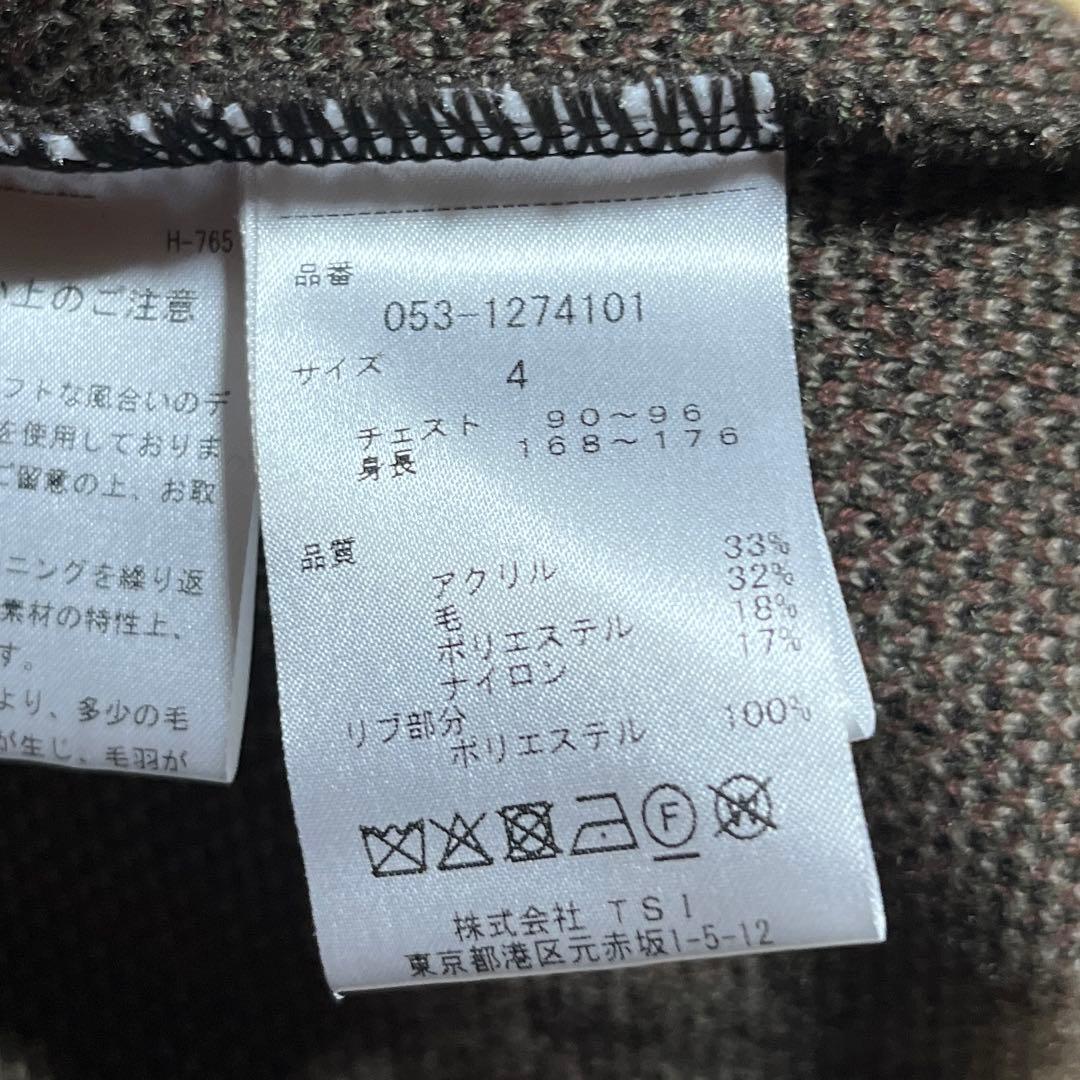 H-765
上のご注意
フトな風合いのデ
を使用しておりま
ご留意の上、お取
ニングを繰り返
素材の特性上、
す。
より、多少の毛
が生じ、毛羽が
品番
053-1274101
サイズ 4
チェスト 90～96
身長 168～176
品質
アクリル 33%
毛 32%
ポリエステル 18%
ナイロン 17%
リブ部分
ポリエステル 100%
F
W
株式会社 TSI
東京都港区元赤坂1-5-12